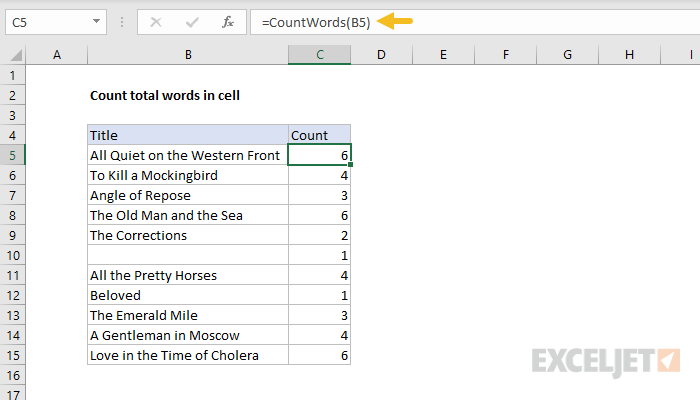 C5 fx =CountWords(B5)
A B C D E F G H I
1
2 Count total words in cell
3
4 Title Count
5 All Quiet on the Western Front 6
6 To Kill a Mockingbird 4
7 Angle of Repose 3
8 The Old Man and the Sea 6
9 The Corrections 2
10 1
11 All the Pretty Horses 4
12 Beloved 1
13 The Emerald Mile 3
14 A Gentleman in Moscow 4
15 Love in the Time of Cholera 6
16
17
EXCELJET